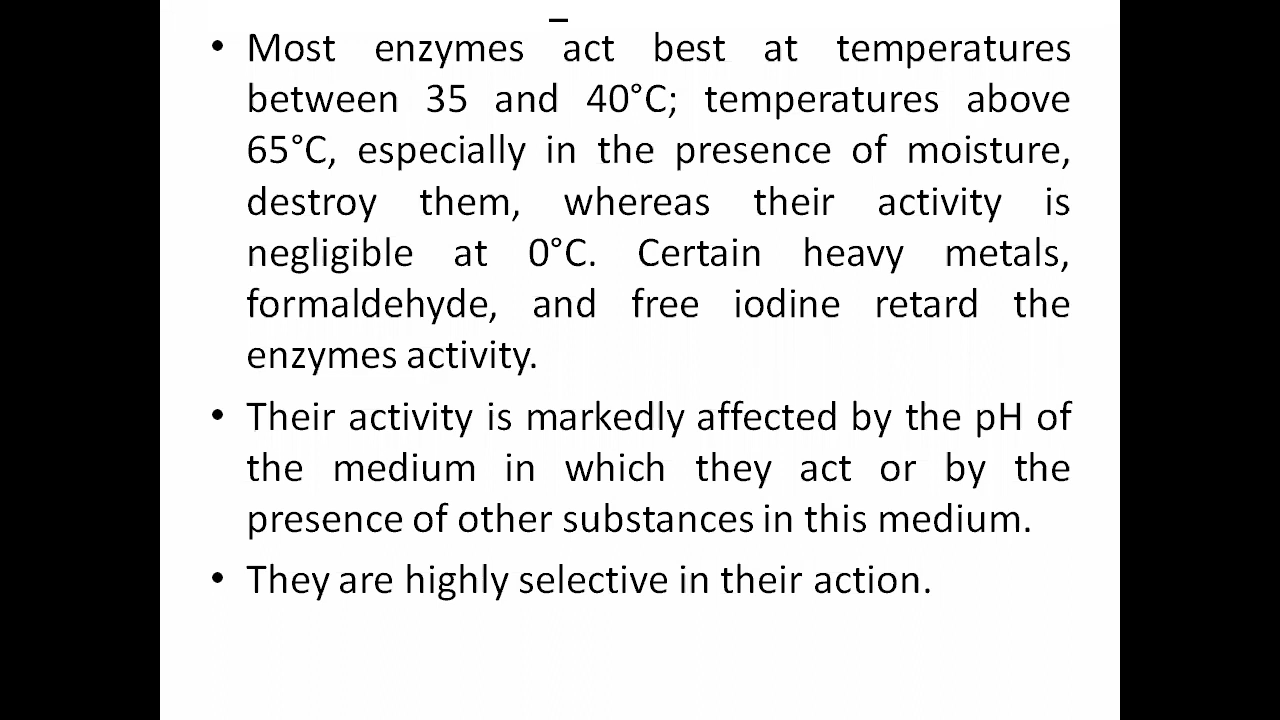 • Most enzymes act best at temperatures
between 35 and 40°C; temperatures above
65°C, especially in the presence of moisture,
destroy them, whereas their activity is
negligible at 0°C. Certain heavy metals,
formaldehyde, and free iodine retard the
enzymes activity.
• Their activity is markedly affected by the pH of
the medium in which they act or by the
presence of other substances in this medium.
• They are highly selective in their action.